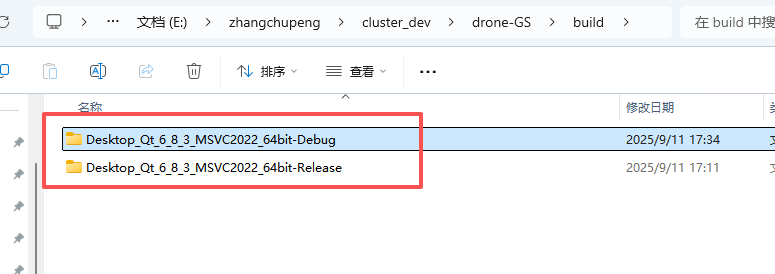 文档 (E:) > zhangchupeng > cluster_dev > drone-GS > build > 在 build 中搜
排序 查看
名称 修改日期
Desktop_Qt_6_8_3_MSVC2022_64bit-Debug 2025/9/11 17:34
Desktop_Qt_6_8_3_MSVC2022_64bit-Release 2025/9/11 17:11